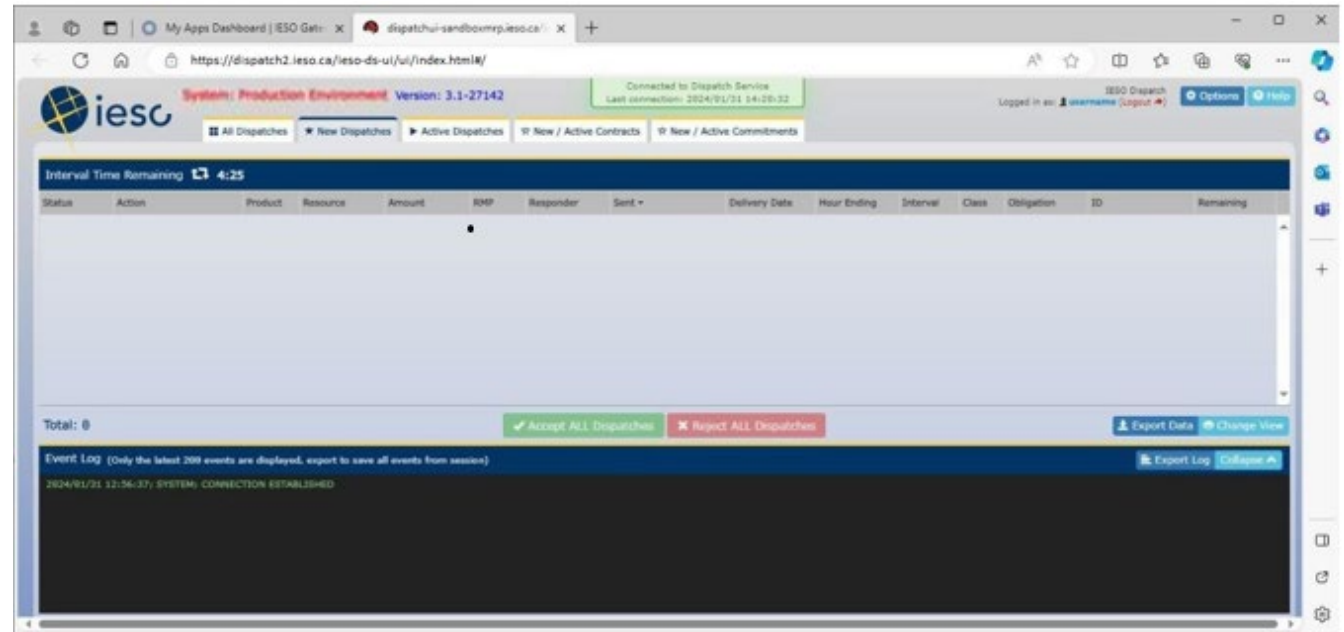 My Apps Dashboard | IESO Gate
dispatchui-sandboxmrp.ieso.ca/
https://dispatch2.ieso.ca/ieso-ds-ui/ui/index.html#/
ieso
System: Production Environment Version: 3.1-27142
Connected to Dispatch Service
Last connection: 2024/01/31 14:20:32
IESO Dispatch
Logged in as: username (Logout)
Options
Help
All Dispatches
New Dispatches
Active Dispatches
New / Active Contracts
New / Active Commitments
Interval Time Remaining 4:25
Status Action Product Resource Amount RMP Responder Sent Delivery Date Hour Ending Interval Class Obligation ID Remaining
Total: 0
Accept ALL Dispatches
Reject ALL Dispatches
Export Data
Change View
Event Log (Only the latest 200 events are displayed, export to save all events from session)
Export Log
Collapse
2024/01/31 12:56:37: SYSTEM: CONNECTION ESTABLISHED